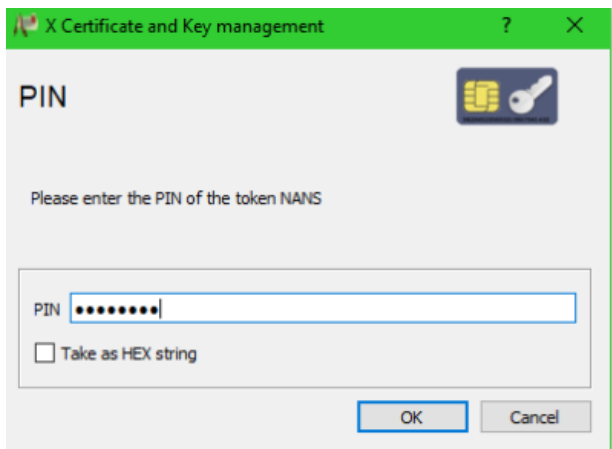 X Certificate and Key management ? X
PIN
Please enter the PIN of the token NANS
PIN ●●●●●●●●
Take as HEX string
OK Cancel